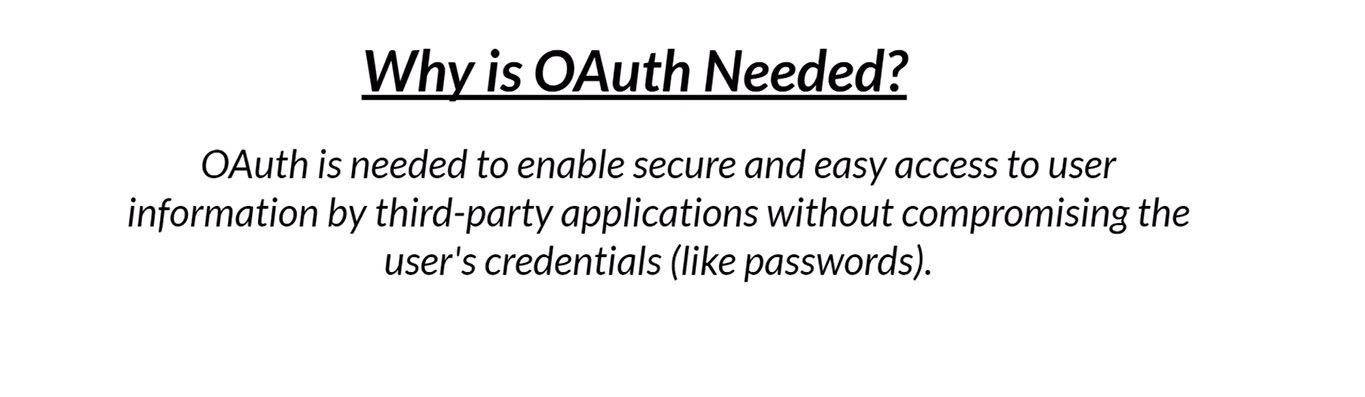 Why is OAuth Needed?
OAuth is needed to enable secure and easy access to user
information by third-party applications without compromising the
user's credentials (like passwords).